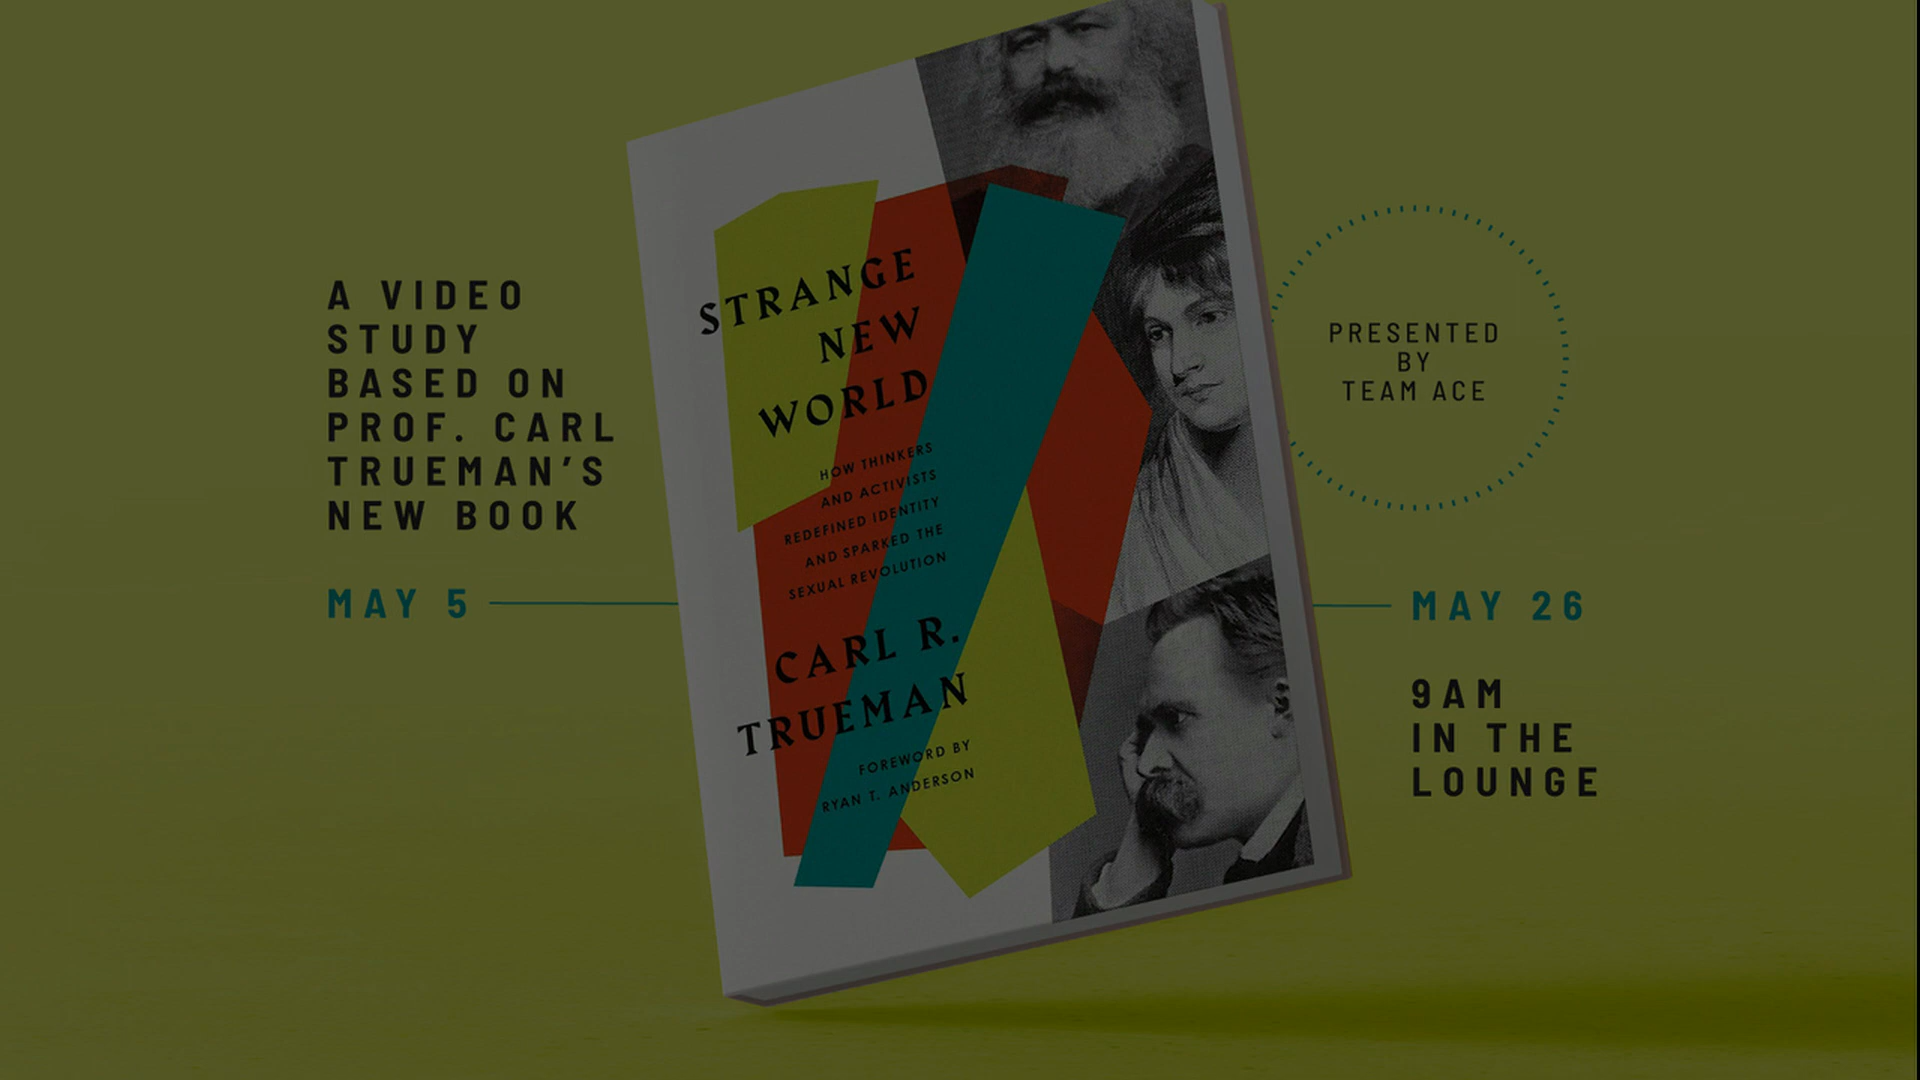 A VIDEO
STUDY
BASED ON
PROF. CARL
TRUEMAN'S
NEW BOOK
MAY 5
STRANGE
NEW
WORLD
HOW THINKERS
AND ACTIVISTS
REDEFINED IDENTITY
AND SPARKED THE
SEXUAL REVOLUTION
CARL R.
TRUEMAN
FOREWORD BY
RYAN T. ANDERSON
PRESENTED
BY
TEAM ACE
MAY 26
9AM
IN THE
LOUNGE